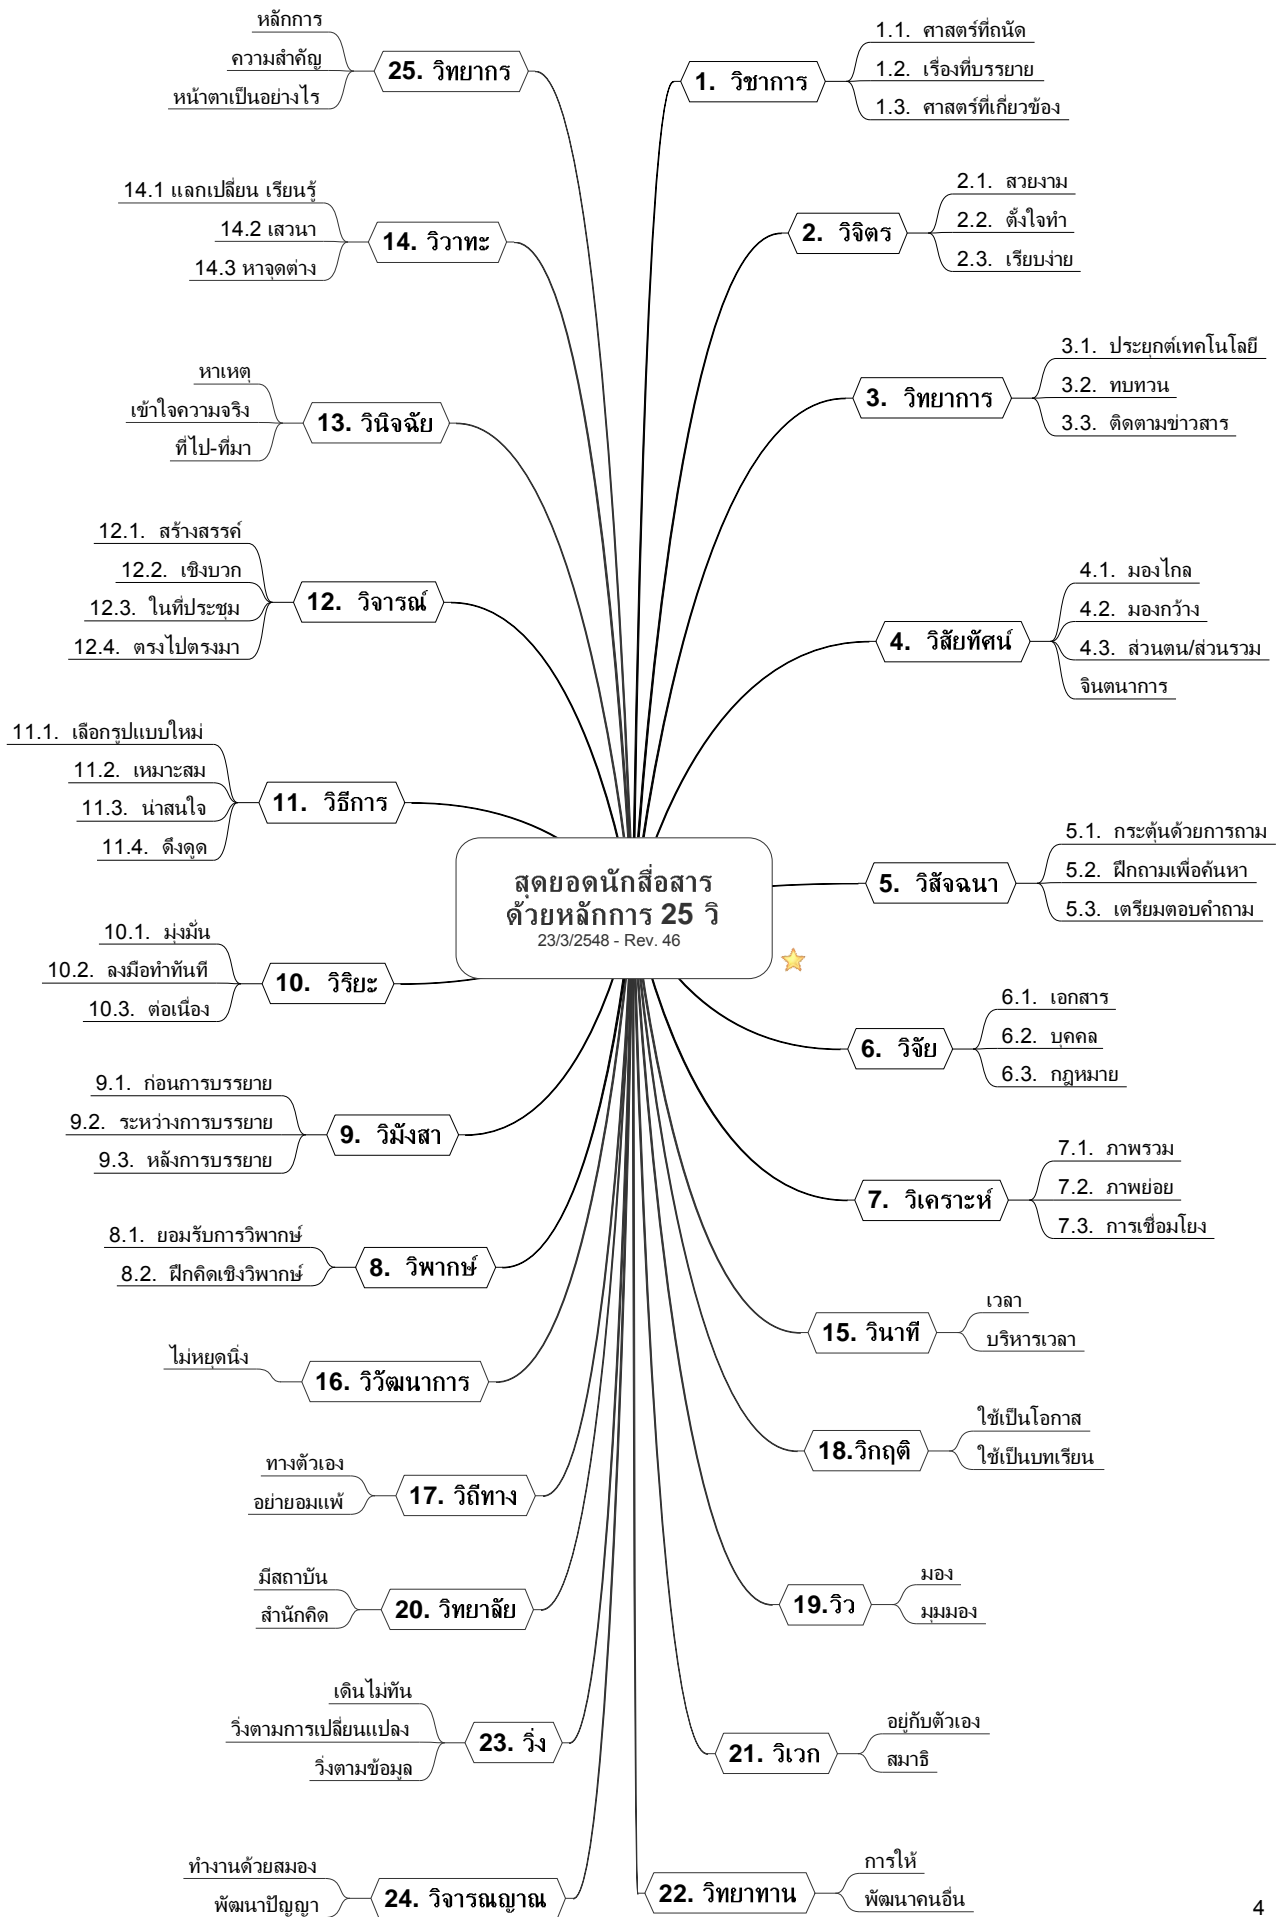 สุดยอดนักสื่อสาร
ด้วยหลักการ 25 วิ
23/3/2548 - Rev. 46
1. วิชาการ
1.1. ศาสตร์ที่ถนัด
1.2. เรื่องที่บรรยาย
1.3. ศาสตร์ที่เกี่ยวข้อง
2. วิจิตร
2.1. สวยงาม
2.2. ตั้งใจทำ
2.3. เรียบง่าย
3. วิทยาการ
3.1. ประยุกต์เทคโนโลยี
3.2. ทบทวน
3.3. ติดตามข่าวสาร
4. วิสัยทัศน์
4.1. มองไกล
4.2. มองกว้าง
4.3. ส่วนตน/ส่วนรวม
จินตนาการ
5. วิสัจฉนา
5.1. กระตุ้นด้วยการถาม
5.2. ฝึกถามเพื่อค้นหา
5.3. เตรียมตอบคำถาม
6. วิจัย
6.1. เอกสาร
6.2. บุคคล
6.3. กฎหมาย
7. วิเคราะห์
7.1. ภาพรวม
7.2. ภาพย่อย
7.3. การเชื่อมโยง
15. วินาที
เวลา
บริหารเวลา
18.วิกฤติ
ใช้เป็นโอกาส
ใช้เป็นบทเรียน
19.วิว
มอง
มุมมอง
21. วิเวก
อยู่กับตัวเอง
สมาธิ
22. วิทยาทาน
การให้
พัฒนาคนอื่น
25. วิทยากร
หลักการ
ความสำคัญ
หน้าตาเป็นอย่างไร
14. วิวาทะ
14.1 แลกเปลี่ยน เรียนรู้
14.2 เสวนา
14.3 หาจุดต่าง
13. วินิจฉัย
หาเหตุ
เข้าใจความจริง
ที่ไป-ที่มา
12. วิจารณ์
12.1. สร้างสรรค์
12.2. เชิงบวก
12.3. ในที่ประชุม
12.4. ตรงไปตรงมา
11. วิธีการ
11.1. เลือกรูปแบบใหม่
11.2. เหมาะสม
11.3. น่าสนใจ
11.4. ดึงดูด
10. วิริยะ
10.1. มุ่งมั่น
10.2. ลงมือทำทันที
10.3. ต่อเนื่อง
9. วิมังสา
9.1. ก่อนการบรรยาย
9.2. ระหว่างการบรรยาย
9.3. หลังการบรรยาย
8. วิพากษ์
8.1. ยอมรับการวิพากษ์
8.2. ฝึกคิดเชิงวิพากษ์
16. วิวัฒนาการ
ไม่หยุดนิ่ง
17. วิถีทาง
ทางตัวเอง
อย่ายอมแพ้
20. วิทยาลัย
มีสถาบัน
สำนักคิด
23. วิ่ง
เดินไม่ทัน
วิ่งตามการเปลี่ยนแปลง
วิ่งตามข้อมูล
24. วิจารณญาณ
ทำงานด้วยสมอง
พัฒนาปัญญา
4